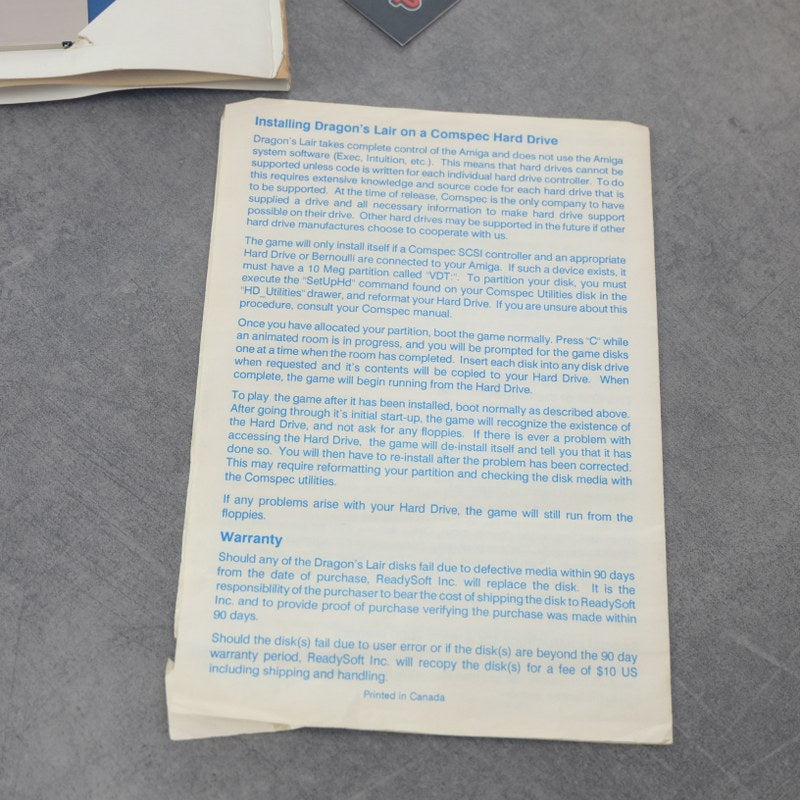 Installing Dragon's Lair on a Comspec Hard Drive
Dragon's Lair takes complete control of the Amiga and does not use the Amiga
system software (Exec, Intuition, etc.). This means that hard drives cannot be
supported unless code is written for each individual hard drive controller. To do
this requires extensive knowledge and source code for each hard drive that is
to be supported. At the time of release, Comspec is the only company to have
supplied a drive and all necessary information to make hard drive support
possible on their drive. Other hard drives may be supported in the future if other
hard drive manufactures choose to cooperate with us.
The game will only install itself if a Comspec SCSI controller and an appropriate
Hard Drive or Bernoulli are connected to your Amiga. If such a device exists, it
must have a 10 Meg partition called "VDT:". To partition your disk, you must
execute the "SetUpHd" command found on your Comspec Utilities disk in the
"HD_Utilities" drawer, and reformat your Hard Drive. If you are unsure about this
procedure, consult your Comspec manual.
Once you have allocated your partition, boot the game normally. Press "C" while
an animated room is in progress, and you will be prompted for the game disks
one at a time when the room has completed. Insert each disk into any disk drive
when requested and it's contents will be copied to your Hard Drive. When
complete, the game will begin running from the Hard Drive.
To play the game after it has been installed, boot normally as described above.
After going through it's initial start-up, the game will recognize the existence of
the Hard Drive, and not ask for any floppies. If there is ever a problem with
accessing the Hard Drive, the game will de-install itself and tell you that it has
done so. You will then have to re-install after the problem has been corrected.
This may require reformatting your partition and checking the disk media with
the Comspec utilities.
If any problems arise with your Hard Drive, the game will still run from the
floppies.
Warranty
Should any of the Dragon's Lair disks fail due to defective media within 90 days
from the date of purchase, ReadySoft Inc. will replace the disk. It is the
responsiblility of the purchaser to bear the cost of shipping the disk to ReadySoft
Inc. and to provide proof of purchase verifying the purchase was made within
90 days.
Should the disk(s) fail due to user error or if the disk(s) are beyond the 90 day
warranty period, ReadySoft Inc. will recopy the disk(s) for a fee of $10 US
including shipping and handling.
Printed in Canada